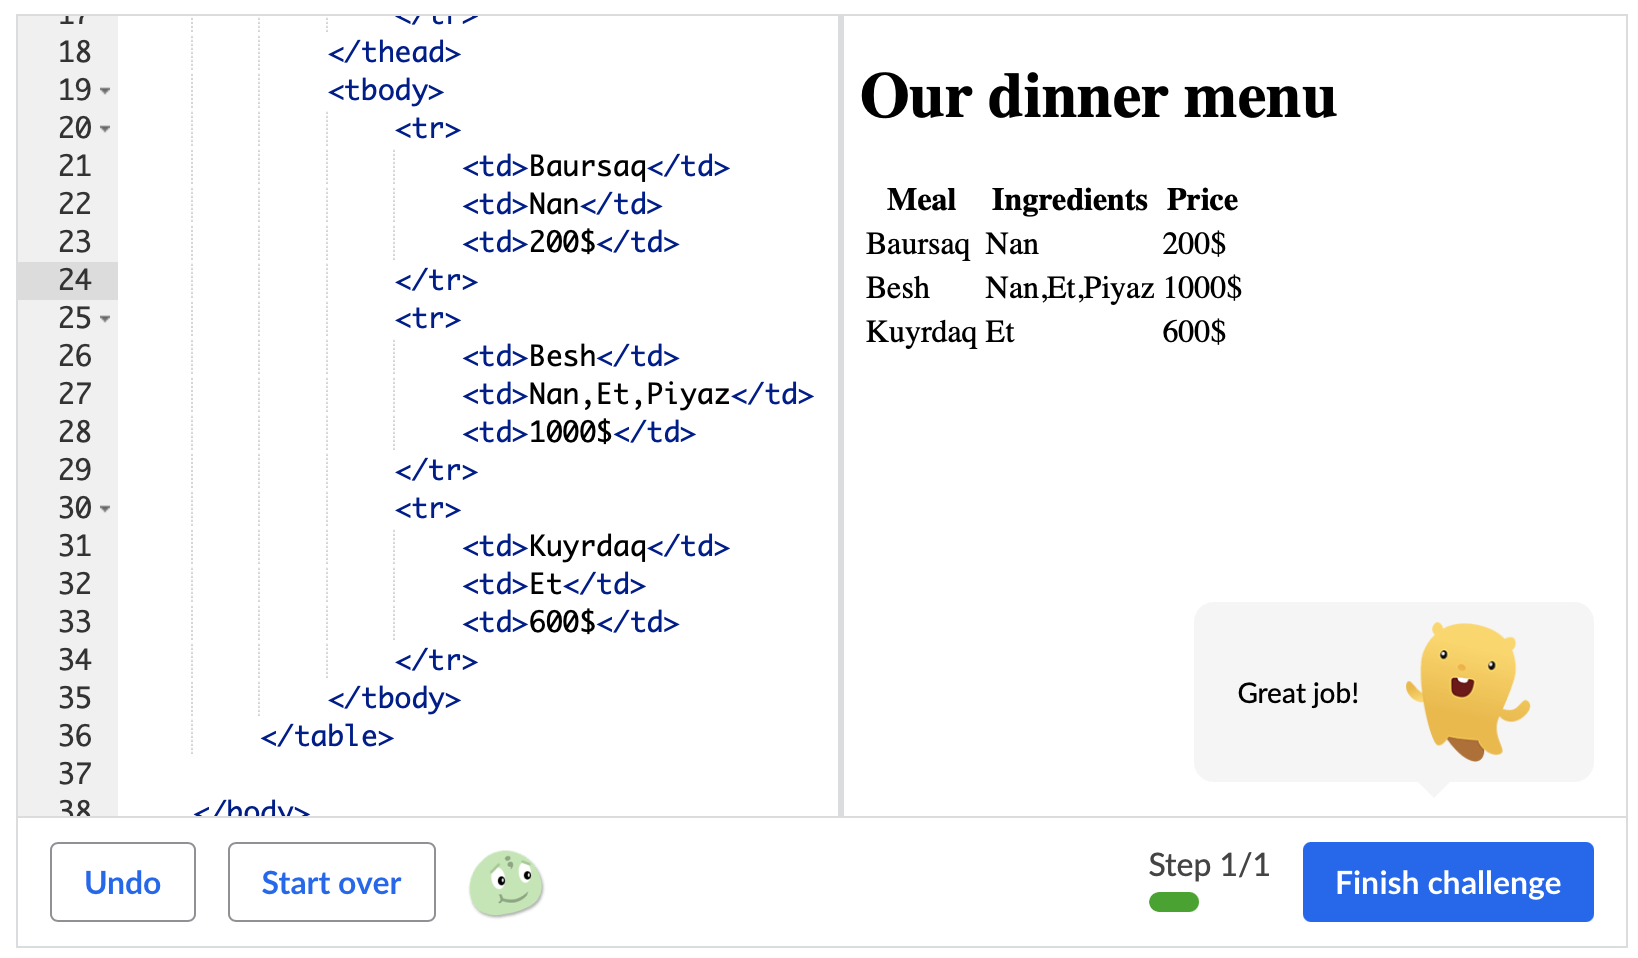 17 </tr>
18 </thead>
19 <tbody>
20 <tr>
21 <td>Baursaq</td>
22 <td>Nan</td>
23 <td>200$</td>
24 </tr>
25 <tr>
26 <td>Besh</td>
27 <td>Nan,Et,Piyaz</td>
28 <td>1000$</td>
29 </tr>
30 <tr>
31 <td>Kuyrdaq</td>
32 <td>Et</td>
33 <td>600$</td>
34 </tr>
35 </tbody>
36 </table>
37
38 </body>
Our dinner menu
Meal Ingredients Price
Baursaq Nan 200$
Besh Nan,Et,Piyaz 1000$
Kuyrdaq Et 600$
Great job!
Undo
Start over
Step 1/1
Finish challenge